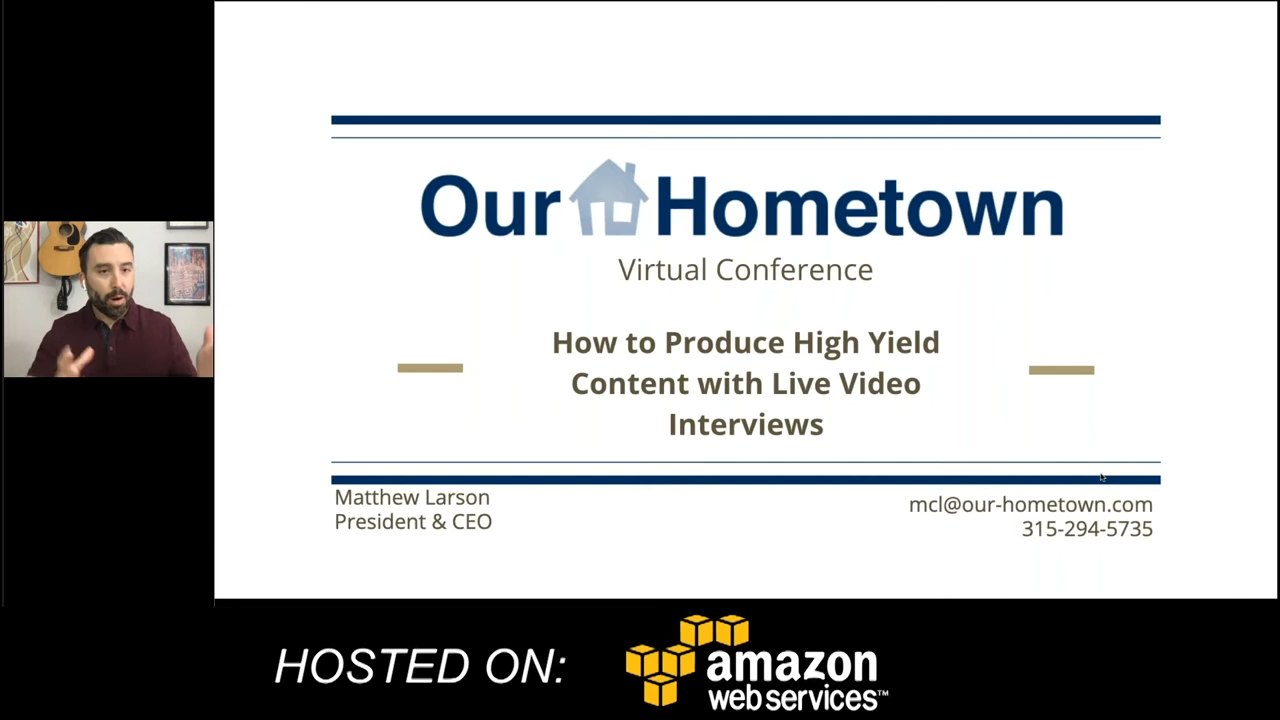 Our Hometown
Virtual Conference
How to Produce High Yield
Content with Live Video
Interviews
Matthew Larson
President & CEO
mcl@our-hometown.com
315-294-5735
HOSTED ON:
amazon
web services™